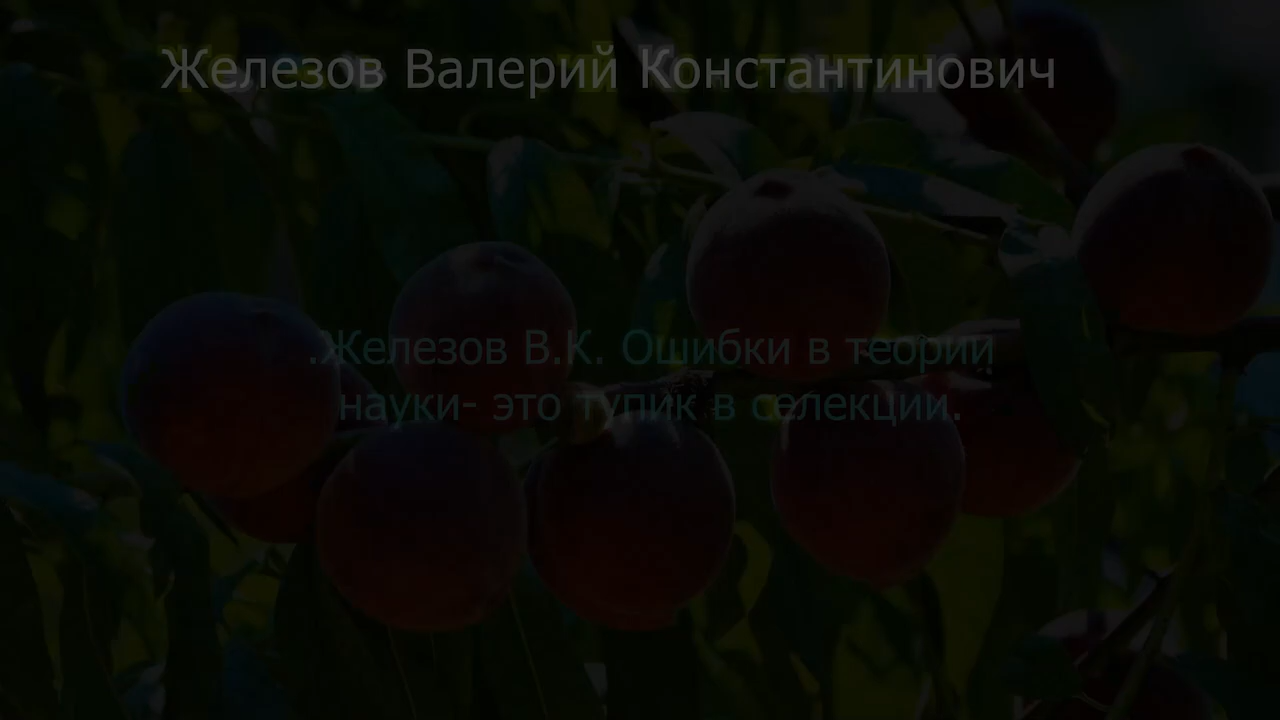 Железов Валерий Константинович
.Железов В.К. Ошибки в теории
науки- это тупик в селекции.